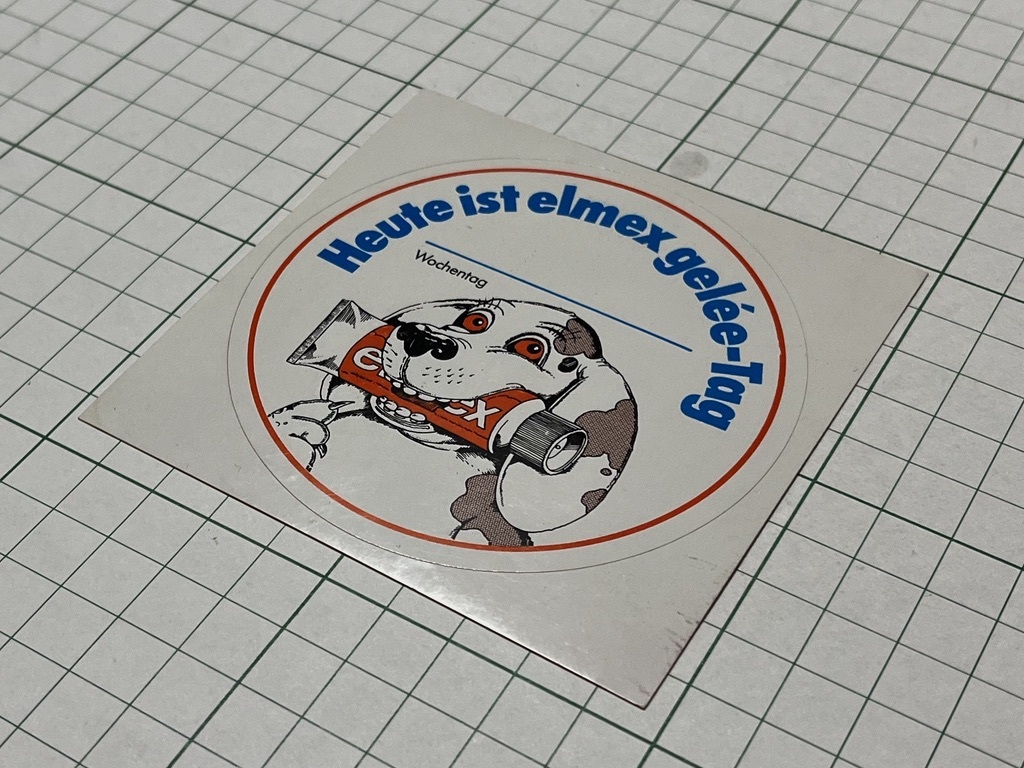 Heute ist elmex gelée-Tag
Wochentag